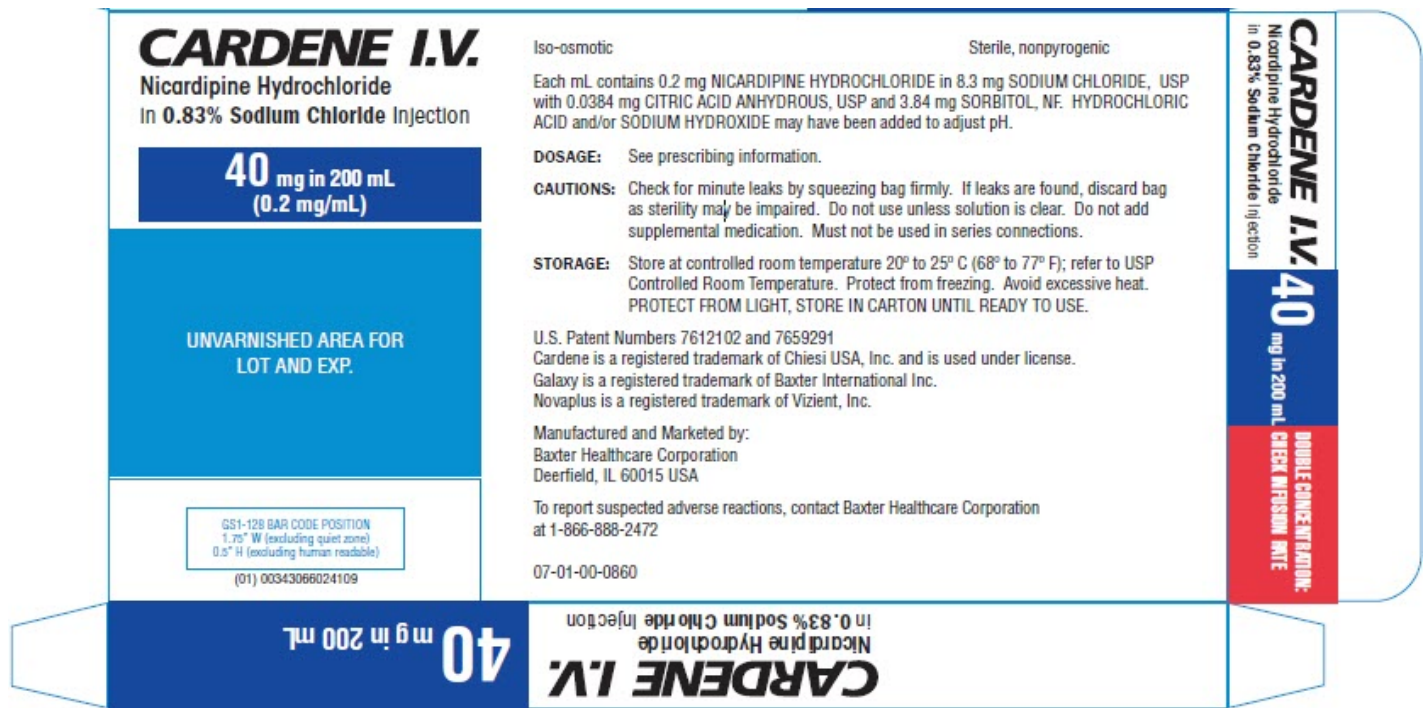 CARDENE I.V.
Nicardipine Hydrochloride
in 0.83% Sodium Chloride Injection
40 mg in 200 mL
(0.2 mg/mL)
UNVARNISHED AREA FOR
LOT AND EXP.
GS1-128 BAR CODE POSITION
1.75" W (excluding quiet zone)
0.5" H (excluding human readable)
(01) 00343066024109
Iso-osmotic Sterile, nonpyrogenic
Each mL contains 0.2 mg NICARDIPINE HYDROCHLORIDE in 8.3 mg SODIUM CHLORIDE, USP
with 0.0384 mg CITRIC ACID ANHYDROUS, USP and 3.84 mg SORBITOL, NF. HYDROCHLORIC
ACID and/or SODIUM HYDROXIDE may have been added to adjust pH.
DOSAGE: See prescribing information.
CAUTIONS: Check for minute leaks by squeezing bag firmly. If leaks are found, discard bag
as sterility may be impaired. Do not use unless solution is clear. Do not add
supplemental medication. Must not be used in series connections.
STORAGE: Store at controlled room temperature 20º to 25º C (68º to 77º F); refer to USP
Controlled Room Temperature. Protect from freezing. Avoid excessive heat.
PROTECT FROM LIGHT, STORE IN CARTON UNTIL READY TO USE.
U.S. Patent Numbers 7612102 and 7659291
Cardene is a registered trademark of Chiesi USA, Inc. and is used under license.
Galaxy is a registered trademark of Baxter International Inc.
Novaplus is a registered trademark of Vizient, Inc.
Manufactured and Marketed by:
Baxter Healthcare Corporation
Deerfield, IL 60015 USA
To report suspected adverse reactions, contact Baxter Healthcare Corporation
at 1-866-888-2472
07-01-00-0860
CARDENE I.V.
Nicardipine Hydrochloride
in 0.83% Sodium Chloride Injection
40 mg in 200 mL
DOUBLE CONCENTRATION:
CHECK INFUSION RATE
CARDENE I.V.
Nicardipine Hydrochloride
in 0.83% Sodium Chloride Injection
40 mg in 200 mL